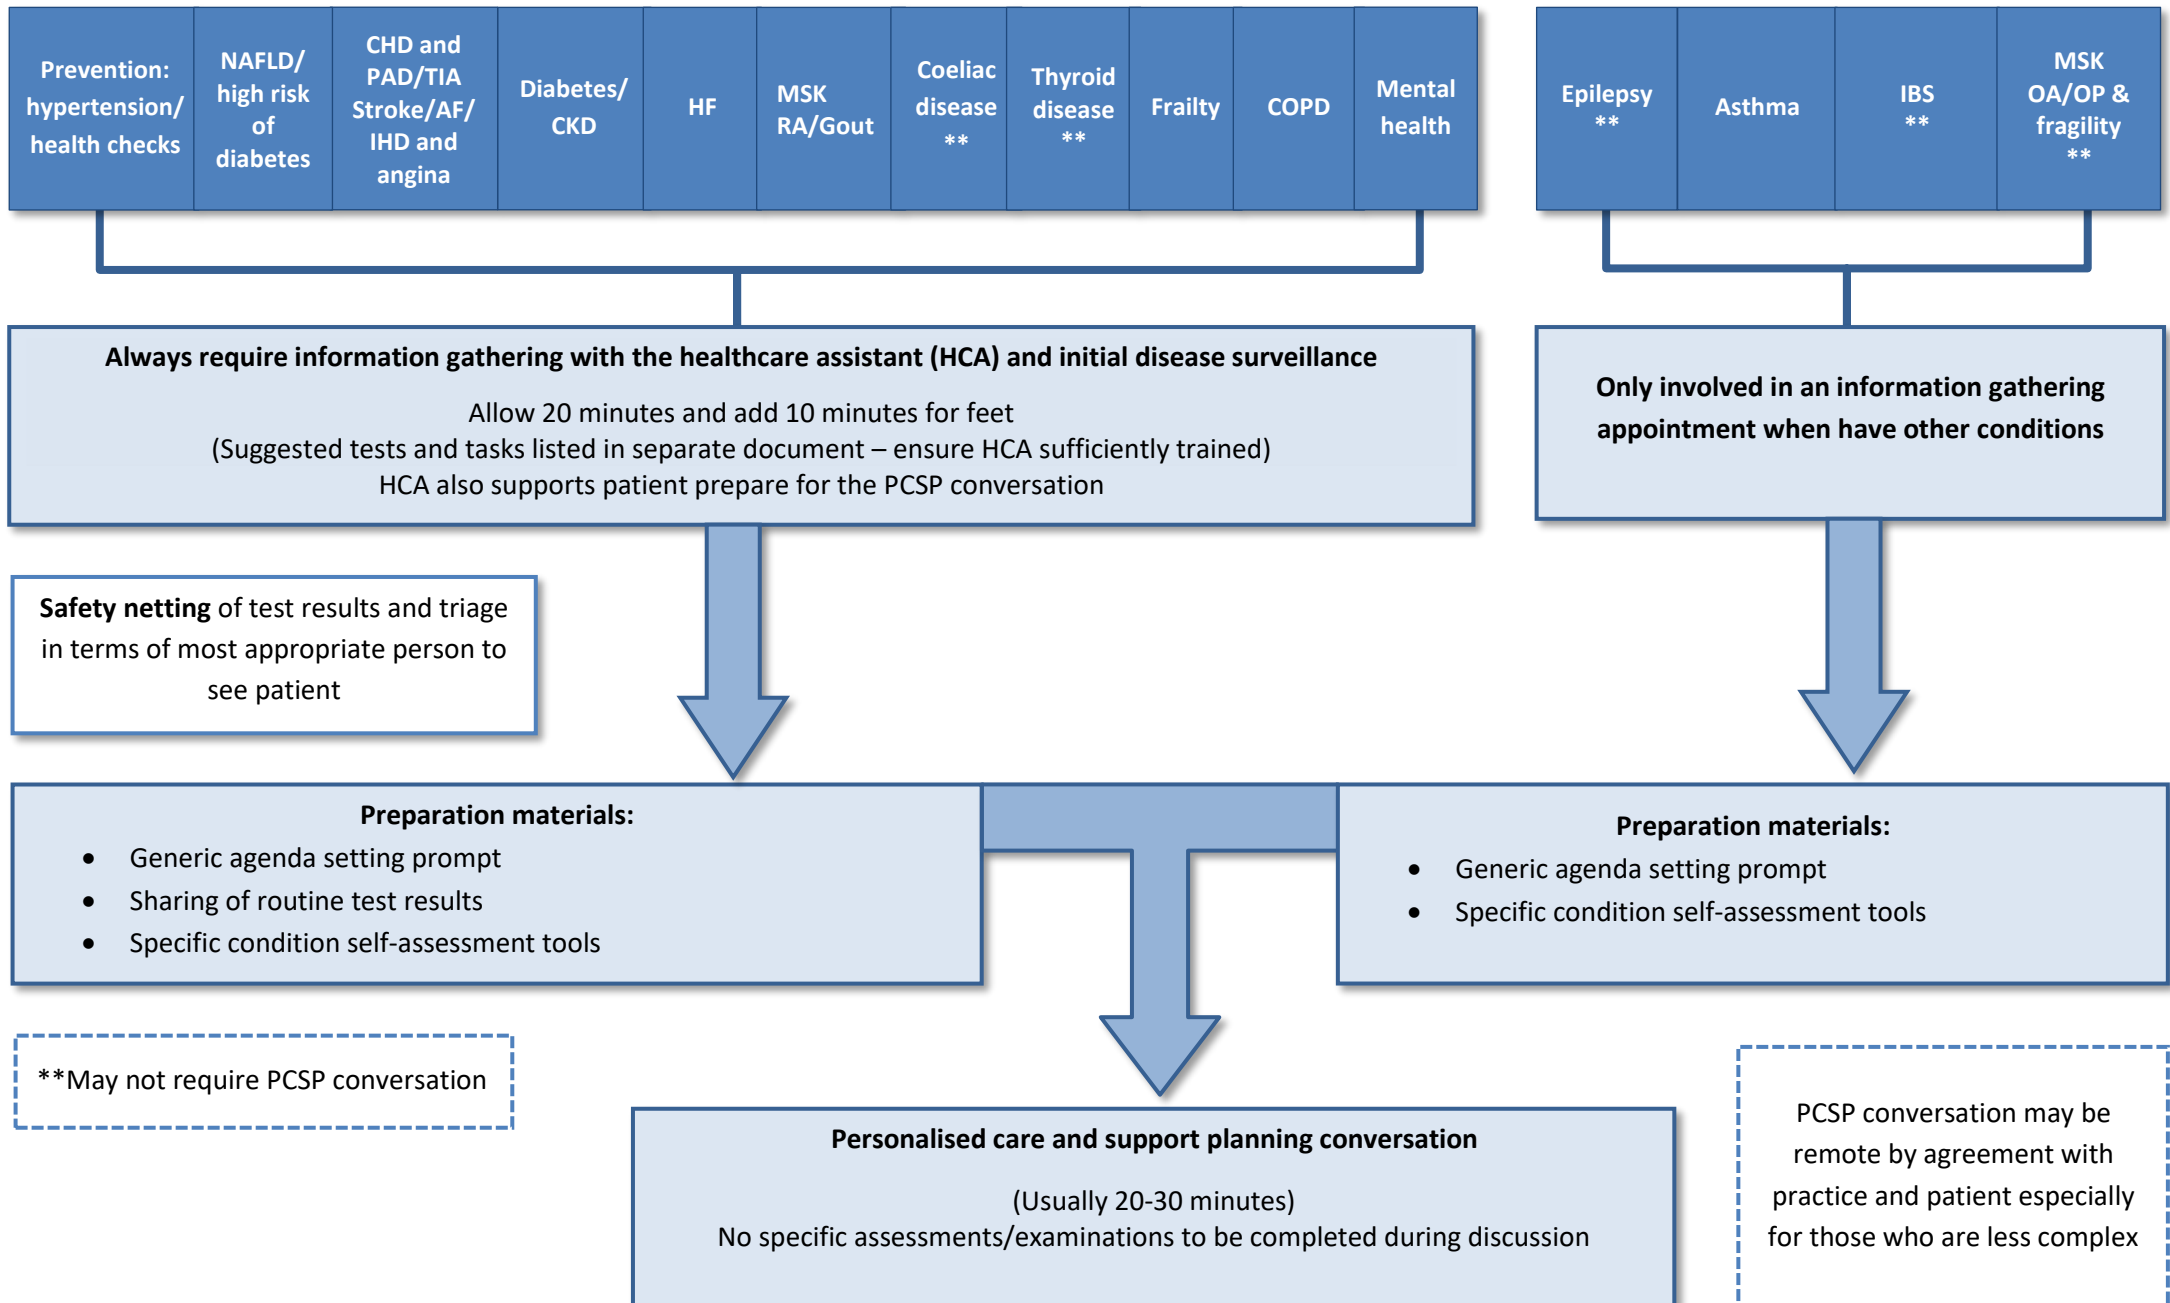 Prevention:
hypertension/
health checks
NAFLD/
high risk
of
diabetes
CHD and
PAD/TIA
Stroke/AF/
IHD and
angina
Diabetes/
CKD
HF
MSK
RA/Gout
Coeliac
disease
**
Thyroid
disease
**
Frailty
COPD
Mental
health
Epilepsy
**
Asthma
IBS
**
MSK
OA/OP &
fragility
**
Always require information gathering with the healthcare assistant (HCA) and initial disease surveillance
Allow 20 minutes and add 10 minutes for feet
(Suggested tests and tasks listed in separate document – ensure HCA sufficiently trained)
HCA also supports patient prepare for the PCSP conversation
Only involved in an information gathering
appointment when have other conditions
Safety netting of test results and triage
in terms of most appropriate person to
see patient
Preparation materials:
• Generic agenda setting prompt
• Sharing of routine test results
• Specific condition self-assessment tools
Preparation materials:
• Generic agenda setting prompt
• Specific condition self-assessment tools
**May not require PCSP conversation
Personalised care and support planning conversation
(Usually 20-30 minutes)
No specific assessments/examinations to be completed during discussion
PCSP conversation may be
remote by agreement with
practice and patient especially
for those who are less complex